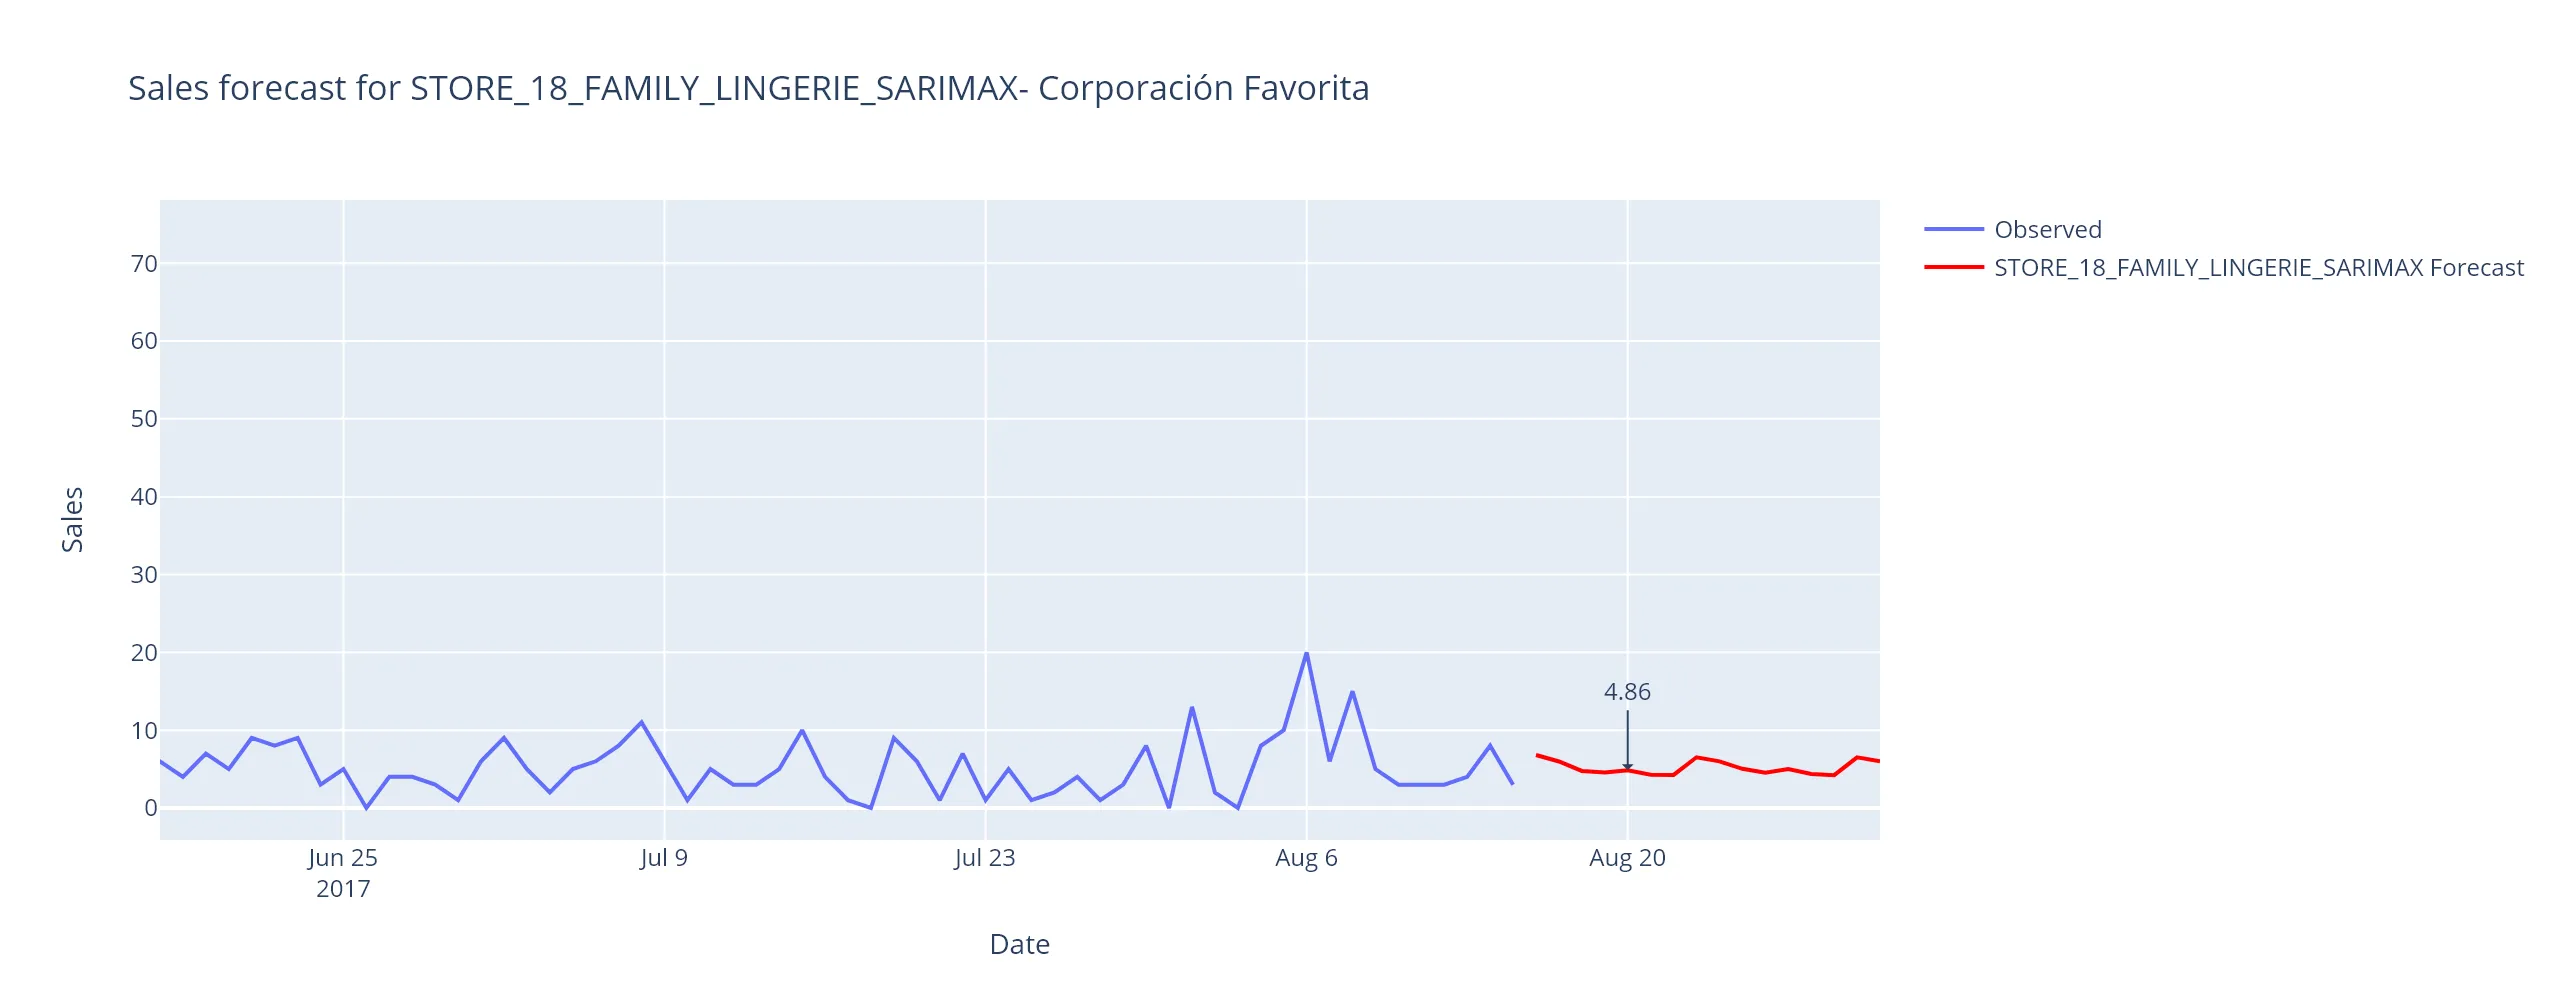 Sales forecast for STORE_18_FAMILY_LINGERIE_SARIMAX- Corporación Favorita
Observed
STORE_18_FAMILY_LINGERIE_SARIMAX Forecast
70
60
50
40
30
20
10
0
Sales
4.86
Jun 25
2017
Jul 9
Jul 23
Aug 6
Aug 20
Date